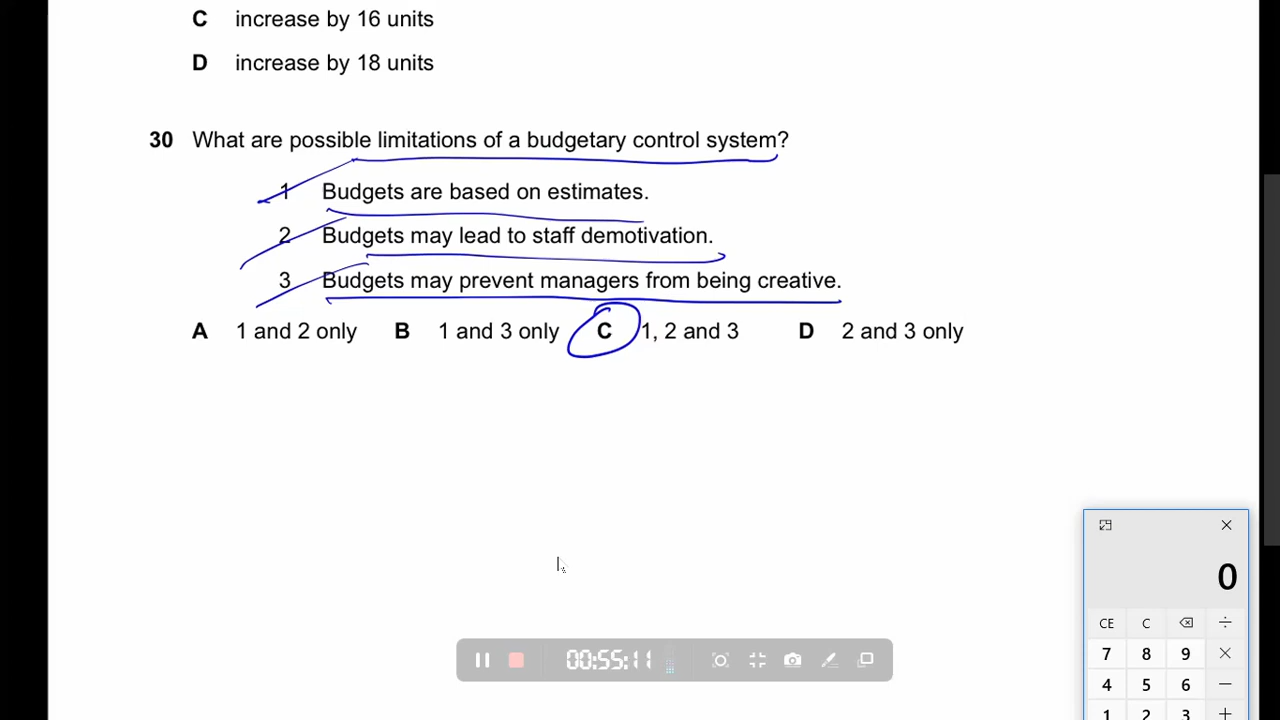 C increase by 16 units
D increase by 18 units
30 What are possible limitations of a budgetary control system?
1 Budgets are based on estimates.
2 Budgets may lead to staff demotivation.
3 Budgets may prevent managers from being creative.
A 1 and 2 only B 1 and 3 only C 1, 2 and 3 D 2 and 3 only
0
CE C ÷
7 8 9 ×
4 5 6 −
1 2 3 +
00:55:11